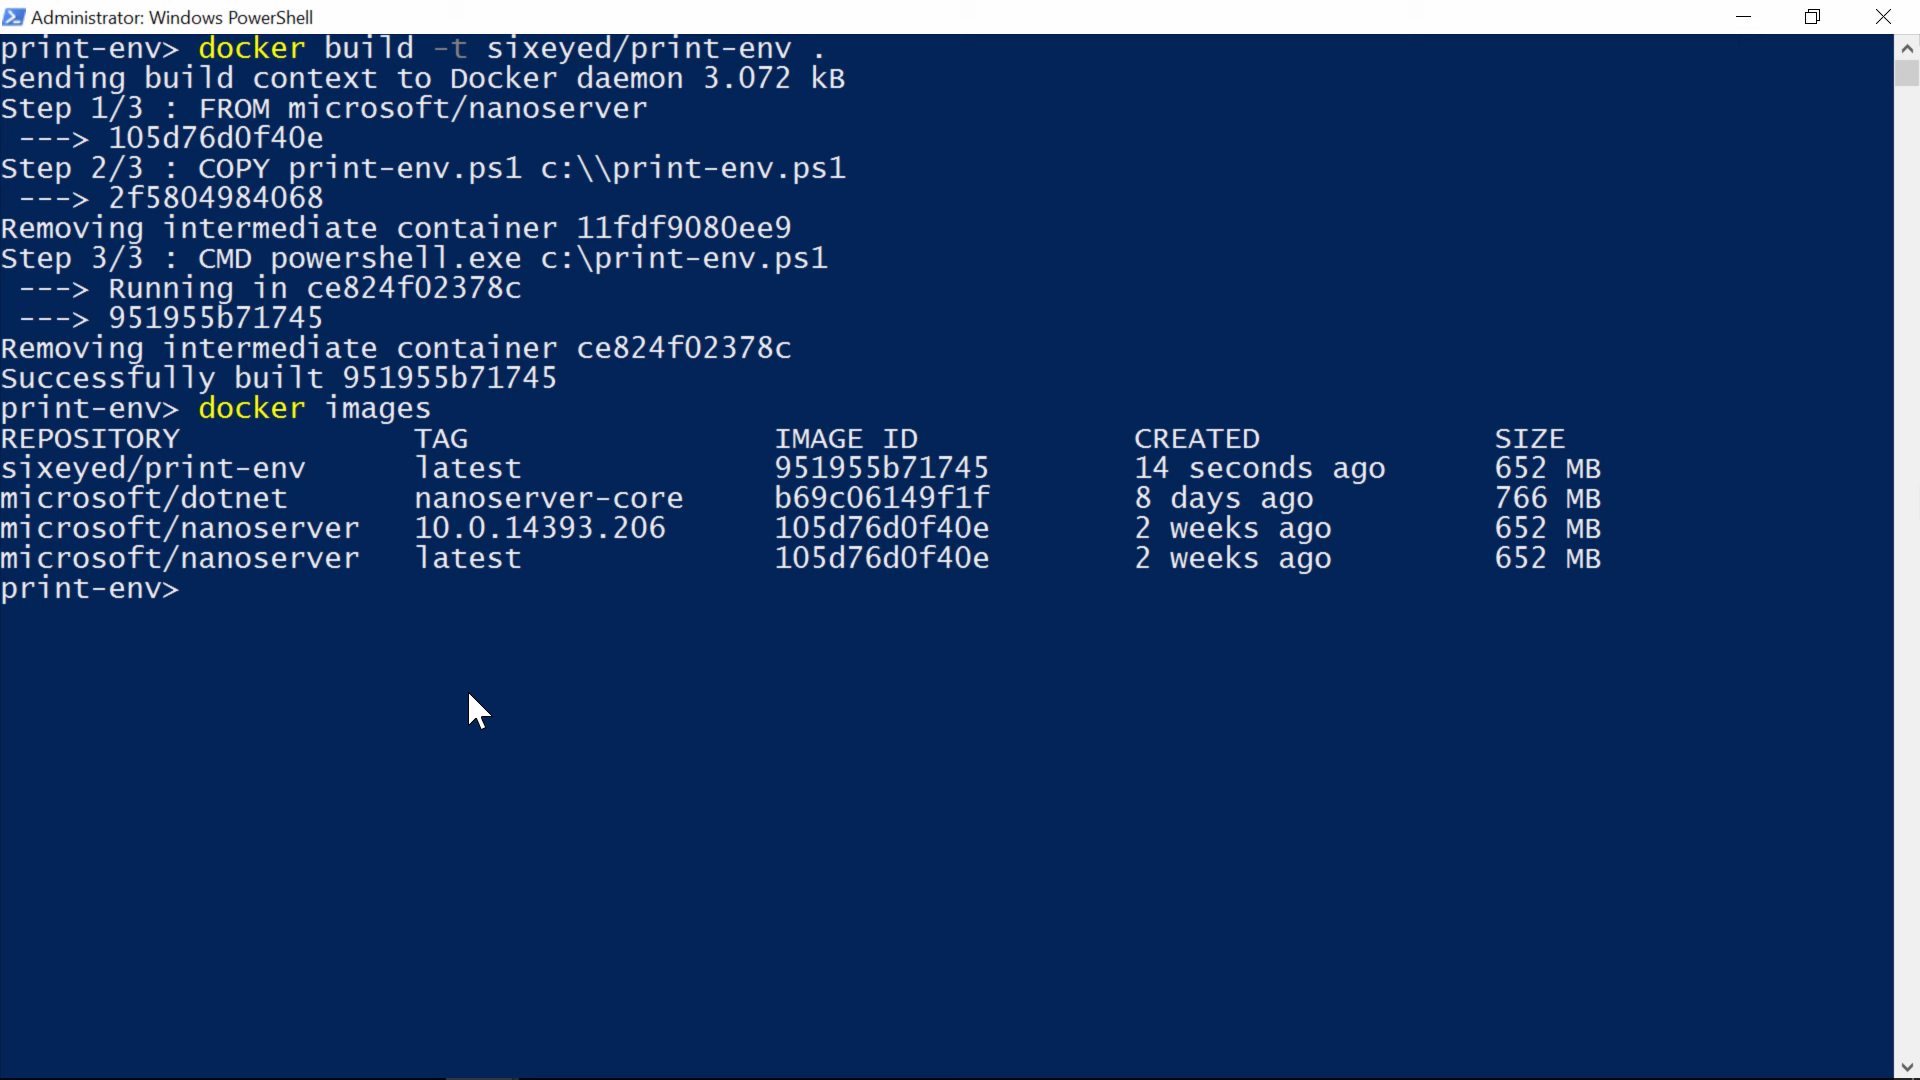 Administrator: Windows PowerShell
print-env> docker build -t sixeyed/print-env .
Sending build context to Docker daemon 3.072 kB
Step 1/3 : FROM microsoft/nanoserver
---> 105d76d0f40e
Step 2/3 : COPY print-env.ps1 c:\\print-env.ps1
---> 2f5804984068
Removing intermediate container 11fdf9080ee9
Step 3/3 : CMD powershell.exe c:\print-env.ps1
---> Running in ce824f02378c
---> 951955b71745
Removing intermediate container ce824f02378c
Successfully built 951955b71745
print-env> docker images
REPOSITORY TAG IMAGE ID CREATED SIZE
sixeyed/print-env latest 951955b71745 14 seconds ago 652 MB
microsoft/dotnet nanoserver-core b69c06149f1f 8 days ago 766 MB
microsoft/nanoserver 10.0.14393.206 105d76d0f40e 2 weeks ago 652 MB
microsoft/nanoserver latest 105d76d0f40e 2 weeks ago 652 MB
print-env>